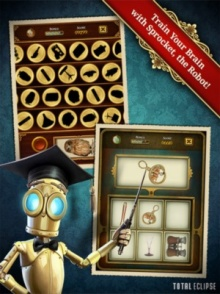 Train Your Brain
with Sprocket,
the Robot!
TOTAL ECLIPSE